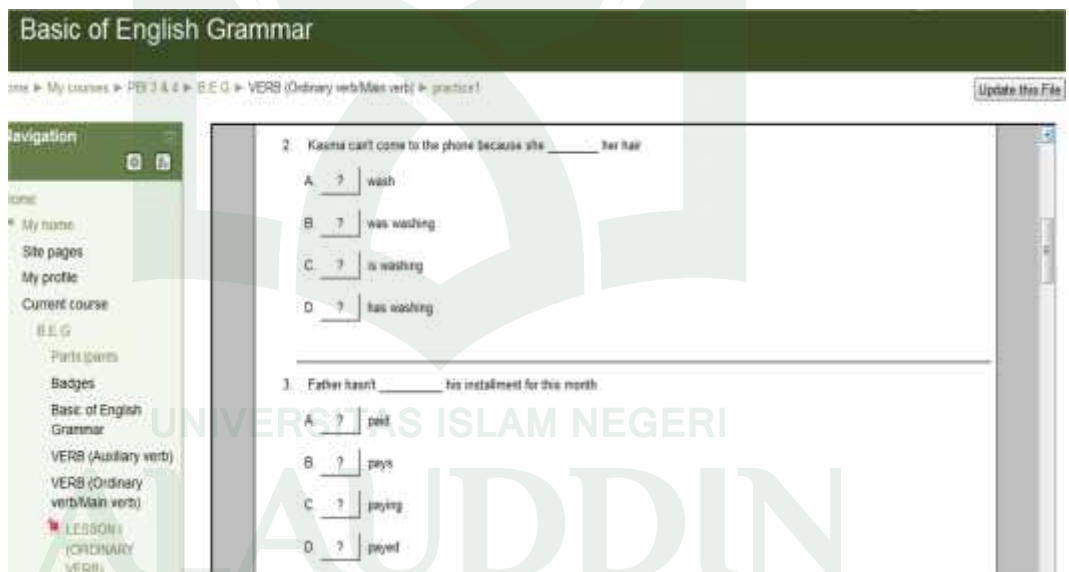 Basic of English Grammar
My courses ► PBI 3 & 4 ► B.E.G ► VERB (Ordinary verb/Main verb) ► practice1
Update this File
Navigation
My home
Site pages
My profile
Current course
B.E.G
Participants
Badges
Basic of English
Grammar
VERB (Auxiliary verb)
VERB (Ordinary
verb/Main verb)
LESSON I
(ORDINARY
VERB)
2. Kasma can't come to the phone because she _______ her hair
A. ? wash
B. ? was washing
C. ? is washing
D. ? has washing
3. Father hasn't ________ his installment for this month
A. ? paid
B. ? pays
C. ? paying
D. ? payed
UNIVERSITAS ISLAM NEGERI
ALAUDDIN